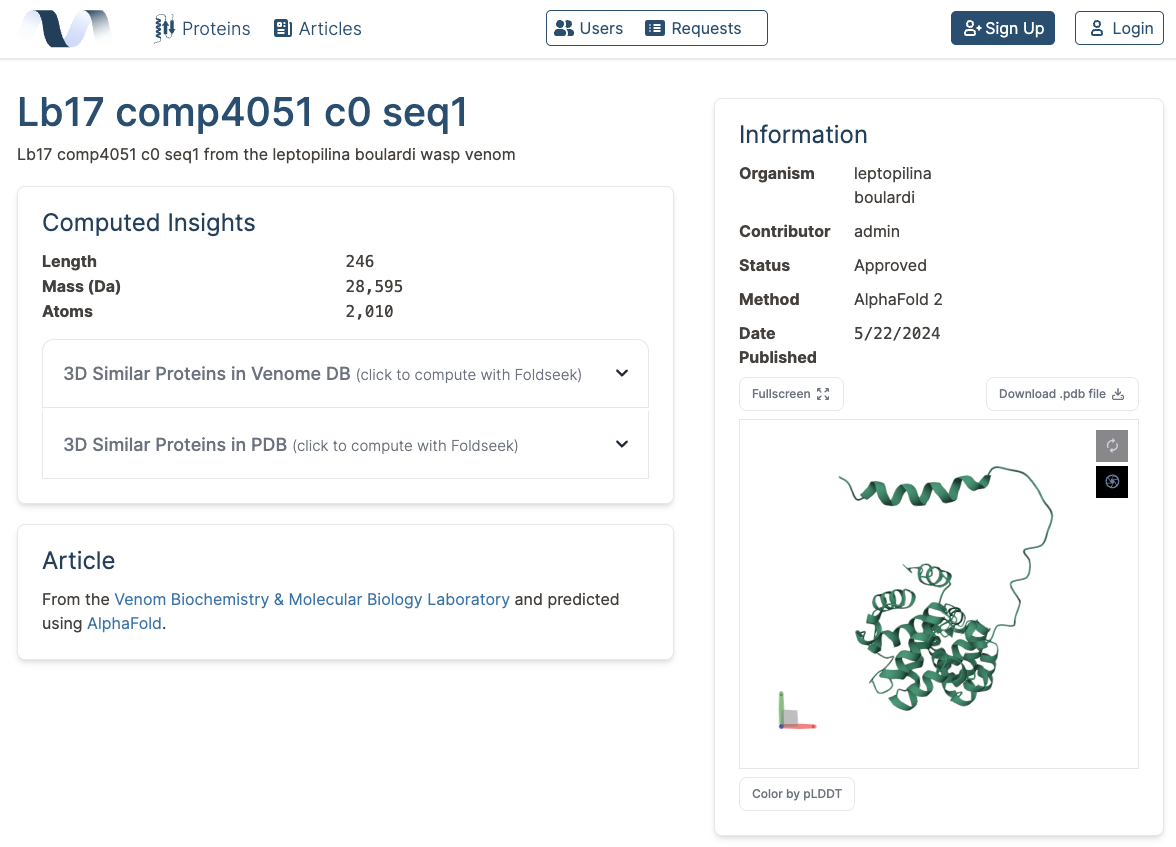 Proteins Articles Users Requests Sign Up Login
Lb17 comp4051 c0 seq1
Lb17 comp4051 c0 seq1 from the leptopilina boulardi wasp venom
Computed Insights
Length 246
Mass (Da) 28,595
Atoms 2,010
3D Similar Proteins in Venome DB (click to compute with Foldseek)
3D Similar Proteins in PDB (click to compute with Foldseek)
Article
From the Venom Biochemistry & Molecular Biology Laboratory and predicted
using AlphaFold.
Information
Organism leptopilina
boulardi
Contributor admin
Status Approved
Method AlphaFold 2
Date 5/22/2024
Published
Fullscreen Download .pdb file
Color by pLDDT